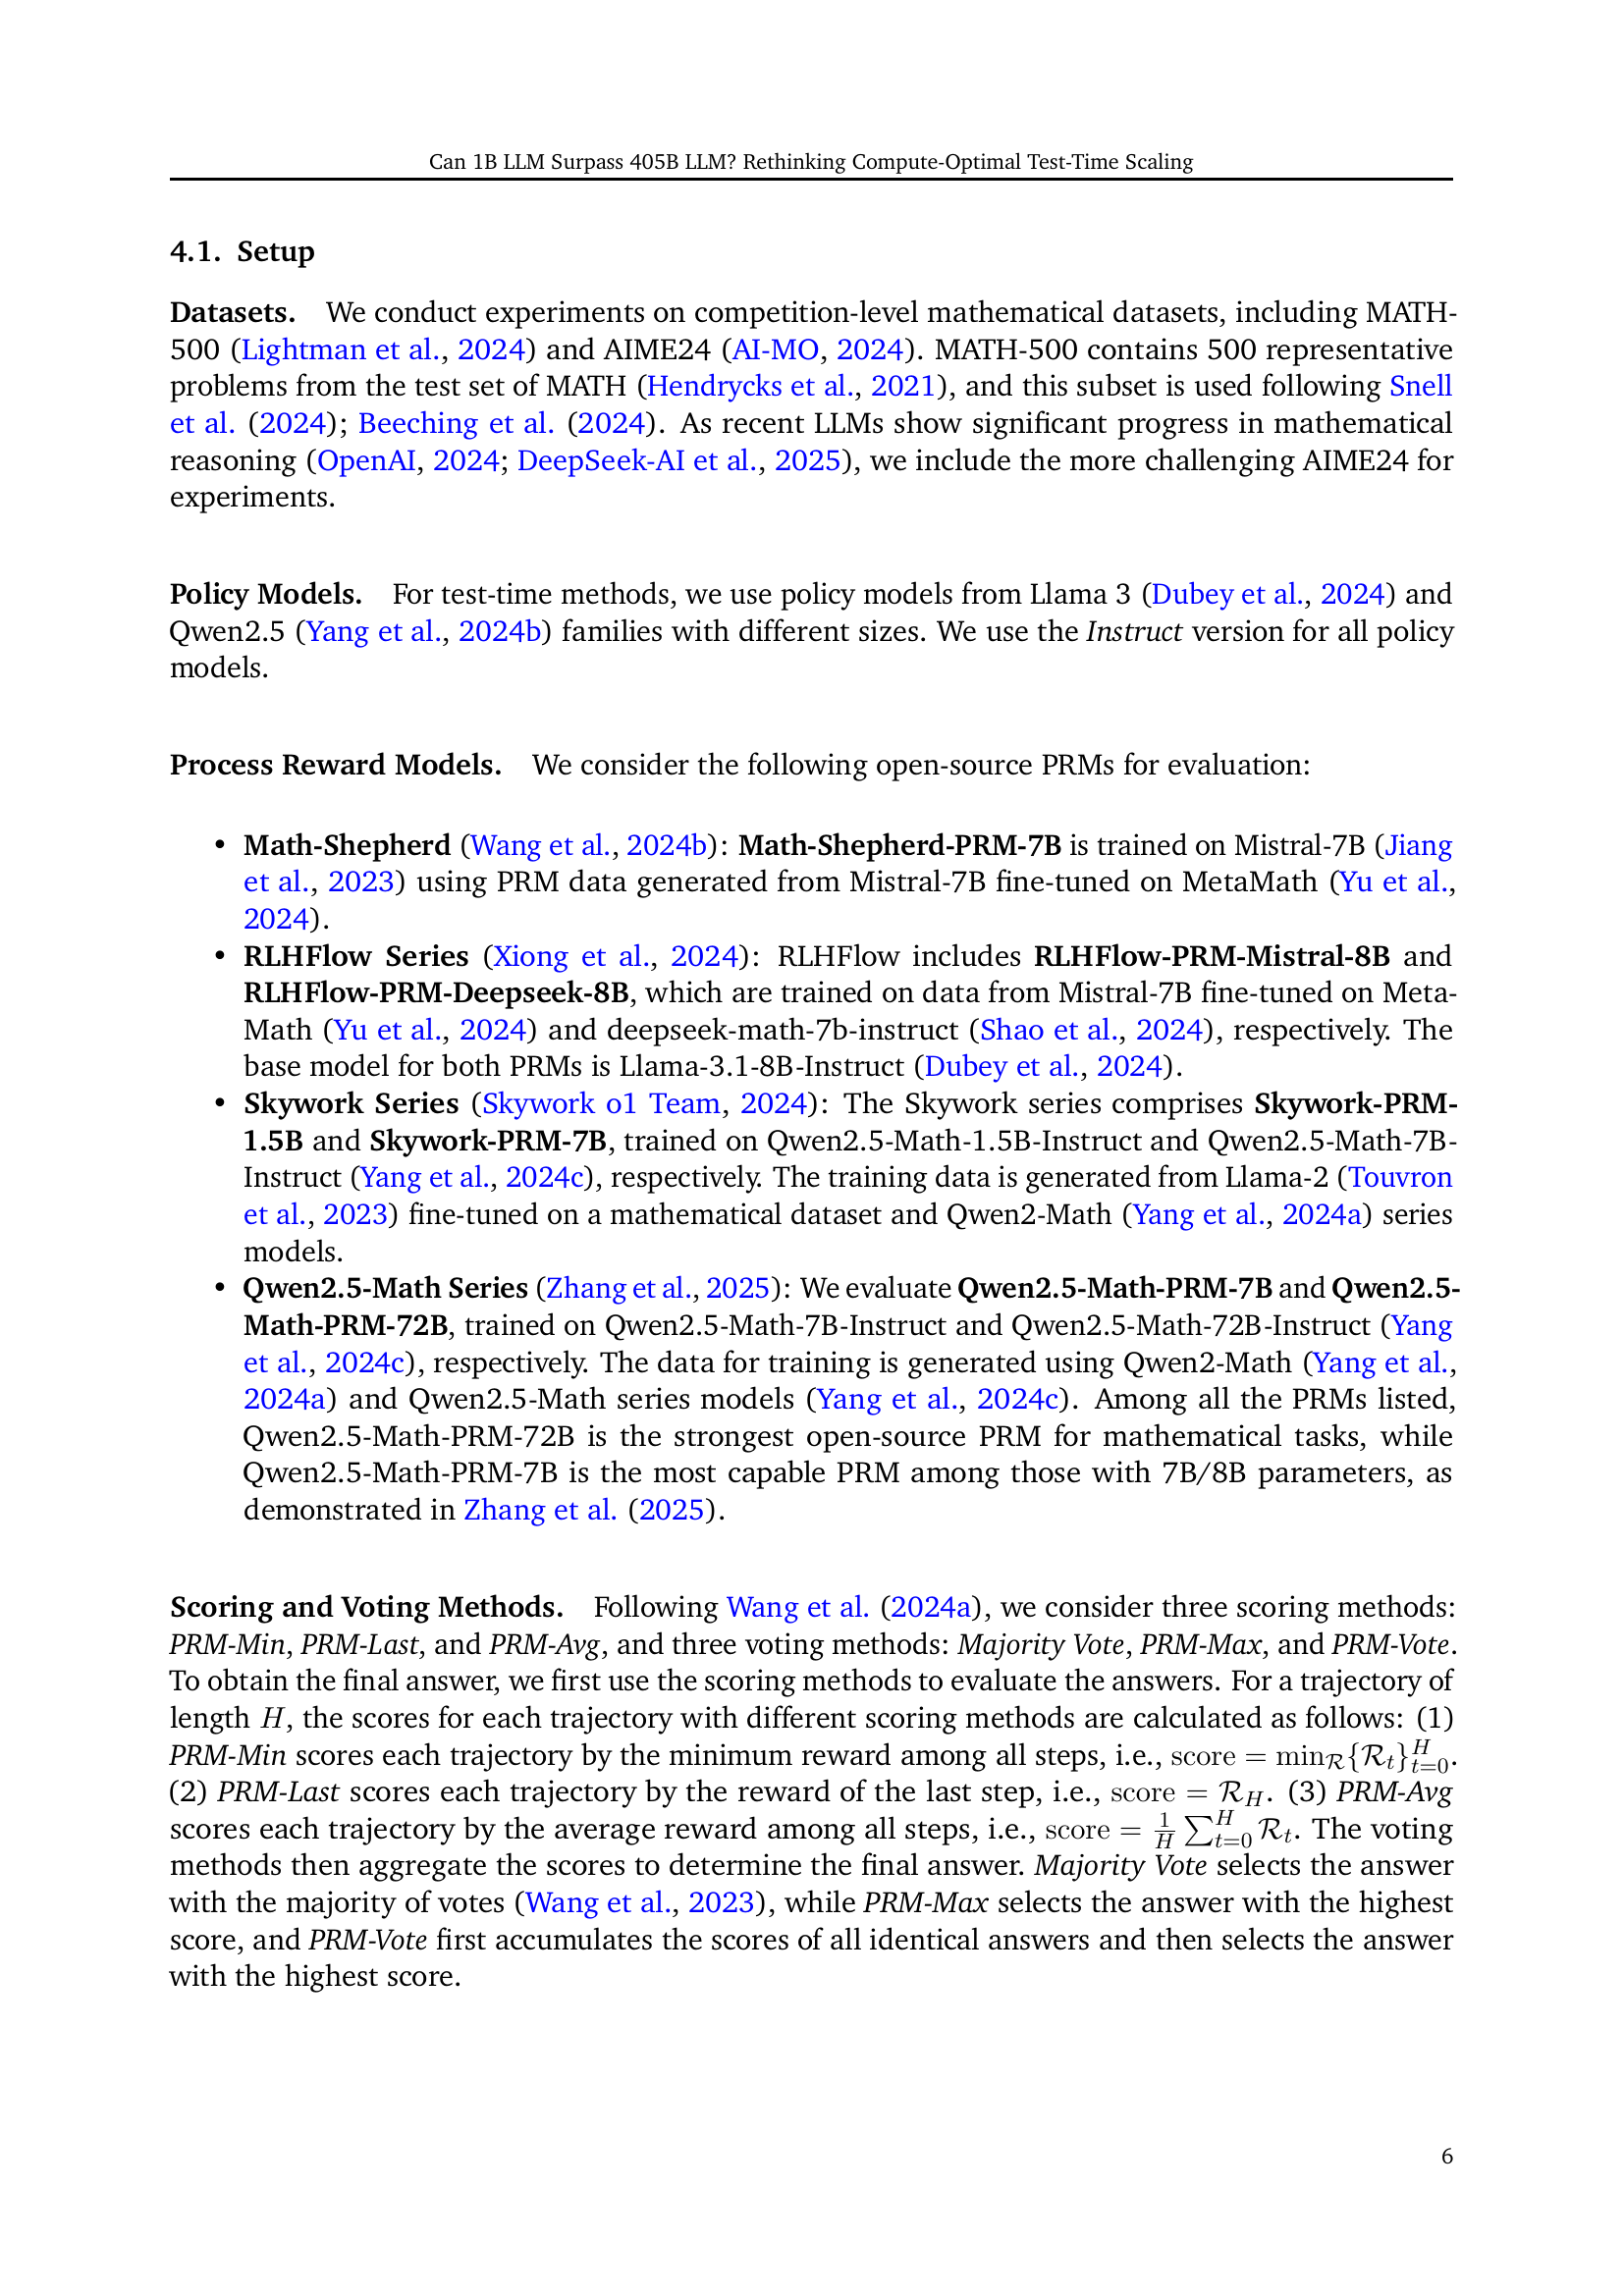 Can 1B LLM Surpass 405B LLM? Rethinking Compute-Optimal Test-Time Scaling
4.1. Setup
Datasets. We conduct experiments on competition-level mathematical datasets, including MATH-
500 (Lightman et al., 2024) and AIME24 (AI-MO, 2024). MATH-500 contains 500 representative
problems from the test set of MATH (Hendrycks et al., 2021), and this subset is used following Snell
et al. (2024); Beeching et al. (2024). As recent LLMs show significant progress in mathematical
reasoning (OpenAI, 2024; DeepSeek-AI et al., 2025), we include the more challenging AIME24 for
experiments.
Policy Models. For test-time methods, we use policy models from Llama 3 (Dubey et al., 2024) and
Qwen2.5 (Yang et al., 2024b) families with different sizes. We use the Instruct version for all policy
models.
Process Reward Models. We consider the following open-source PRMs for evaluation:
• Math-Shepherd (Wang et al., 2024b): Math-Shepherd-PRM-7B is trained on Mistral-7B (Jiang
et al., 2023) using PRM data generated from Mistral-7B fine-tuned on MetaMath (Yu et al.,
2024).
• RLHFlow Series (Xiong et al., 2024): RLHFlow includes RLHFlow-PRM-Mistral-8B and
RLHFlow-PRM-Deepseek-8B, which are trained on data from Mistral-7B fine-tuned on Meta-
Math (Yu et al., 2024) and deepseek-math-7b-instruct (Shao et al., 2024), respectively. The
base model for both PRMs is Llama-3.1-8B-Instruct (Dubey et al., 2024).
• Skywork Series (Skywork o1 Team, 2024): The Skywork series comprises Skywork-PRM-
1.5B and Skywork-PRM-7B, trained on Qwen2.5-Math-1.5B-Instruct and Qwen2.5-Math-7B-
Instruct (Yang et al., 2024c), respectively. The training data is generated from Llama-2 (Touvron
et al., 2023) fine-tuned on a mathematical dataset and Qwen2-Math (Yang et al., 2024a) series
models.
• Qwen2.5-Math Series (Zhang et al., 2025): We evaluate Qwen2.5-Math-PRM-7B and Qwen2.5-
Math-PRM-72B, trained on Qwen2.5-Math-7B-Instruct and Qwen2.5-Math-72B-Instruct (Yang
et al., 2024c), respectively. The data for training is generated using Qwen2-Math (Yang et al.,
2024a) and Qwen2.5-Math series models (Yang et al., 2024c). Among all the PRMs listed,
Qwen2.5-Math-PRM-72B is the strongest open-source PRM for mathematical tasks, while
Qwen2.5-Math-PRM-7B is the most capable PRM among those with 7B/8B parameters, as
demonstrated in Zhang et al. (2025).
Scoring and Voting Methods. Following Wang et al. (2024a), we consider three scoring methods:
PRM-Min, PRM-Last, and PRM-Avg, and three voting methods: Majority Vote, PRM-Max, and PRM-Vote.
To obtain the final answer, we first use the scoring methods to evaluate the answers. For a trajectory of
length H, the scores for each trajectory with different scoring methods are calculated as follows: (1)
PRM-Min scores each trajectory by the minimum reward among all steps, i.e., score = min_ℛ{ℛ_t}_{t=0}^H.
(2) PRM-Last scores each trajectory by the reward of the last step, i.e., score = ℛ_H. (3) PRM-Avg
scores each trajectory by the average reward among all steps, i.e., score = 1/H ∑_{t=0}^H ℛ_t. The voting
methods then aggregate the scores to determine the final answer. Majority Vote selects the answer
with the majority of votes (Wang et al., 2023), while PRM-Max selects the answer with the highest
score, and PRM-Vote first accumulates the scores of all identical answers and then selects the answer
with the highest score.
6